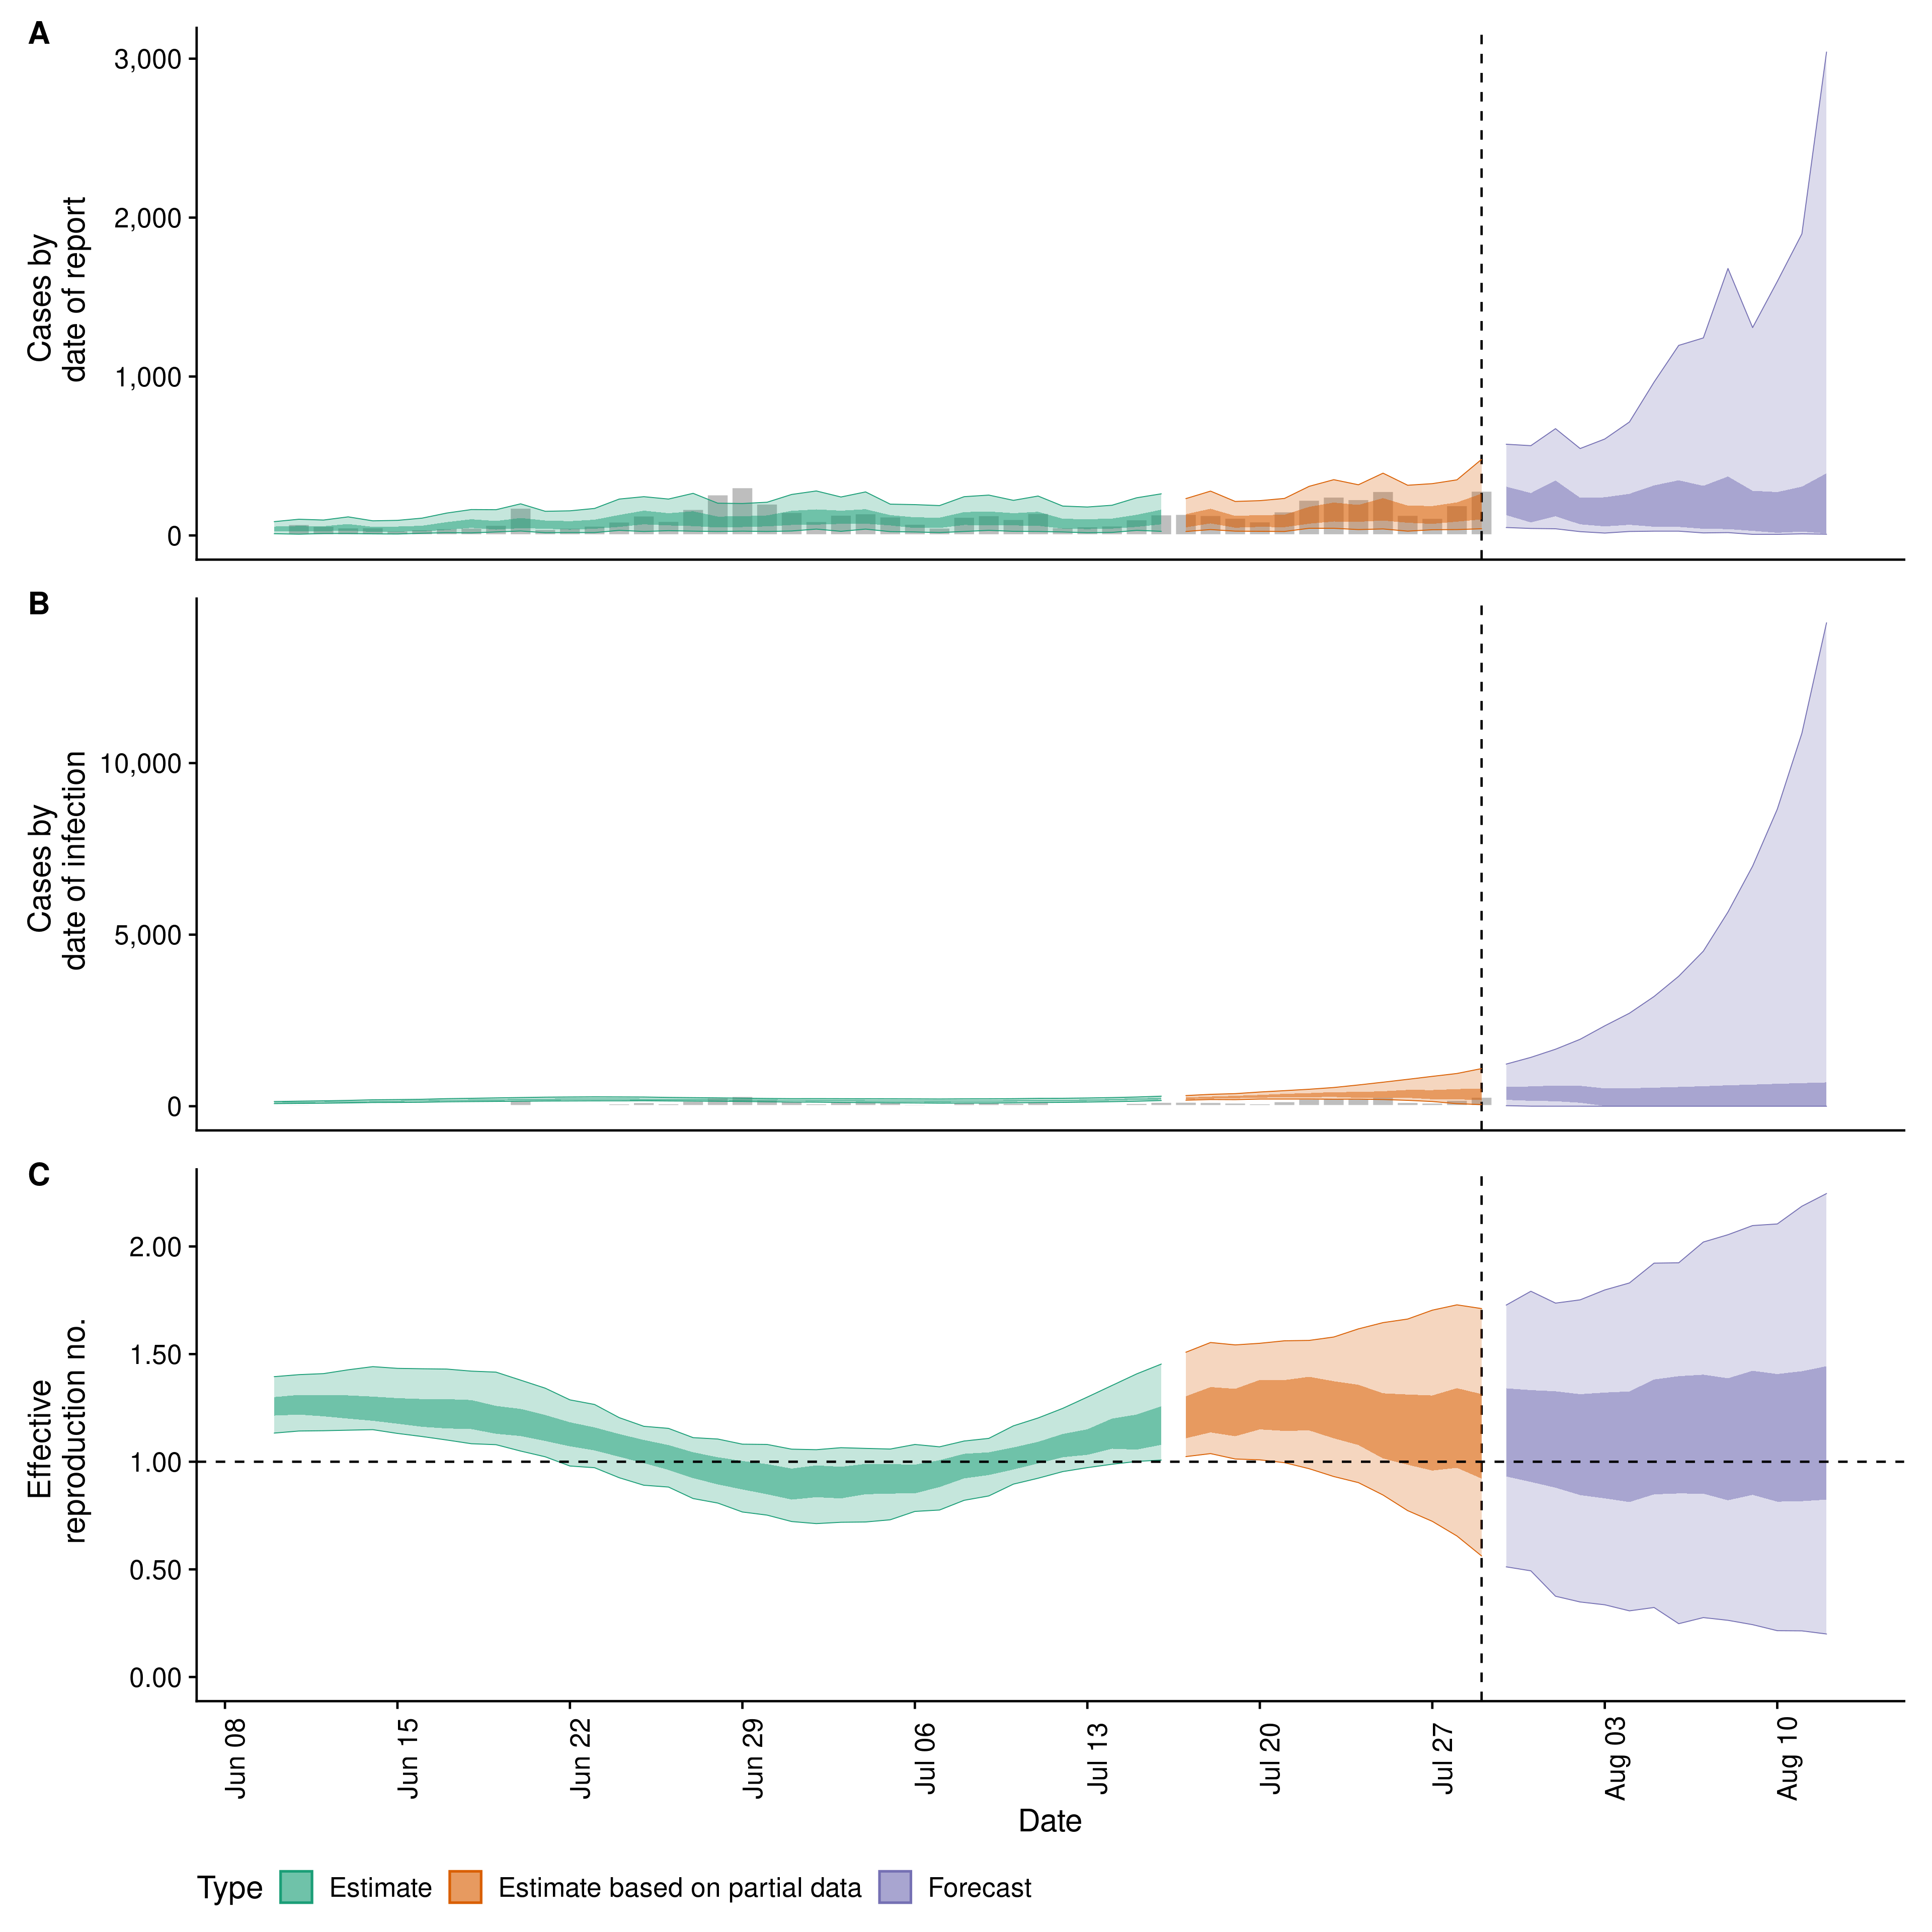 A
3,000
2,000
1,000
0
Cases by
date of report
B
10,000
5,000
0
Cases by
date of infection
C
2.00
1.50
1.00
0.50
0.00
Effective
reproduction no.
Jun 08
Jun 15
Jun 22
Jun 29
Jul 06
Jul 13
Jul 20
Jul 27
Aug 03
Aug 10
Date
Type Estimate Estimate based on partial data Forecast